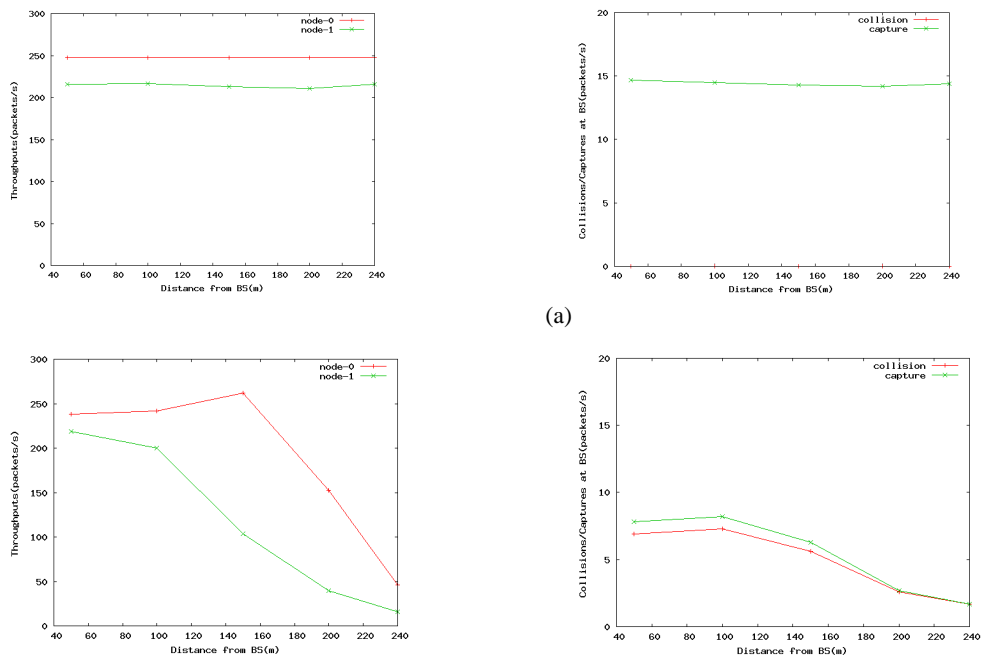 300
250
200
150
100
50
0
Throughputs(packets/s)
node-0
node-1
40 60 80 100 120 140 160 180 200 220 240
Distance from BS(m)
20
15
10
5
0
Collisions/Captures at BS(packets/s)
collision
capture
40 60 80 100 120 140 160 180 200 220 240
Distance from BS(m)
(a)
300
250
200
150
100
50
0
Throughputs(packets/s)
node-0
node-1
40 60 80 100 120 140 160 180 200 220 240
Distance from BS(m)
20
15
10
5
0
Collisions/Captures at BS(packets/s)
collision
capture
40 60 80 100 120 140 160 180 200 220 240
Distance from BS(m)